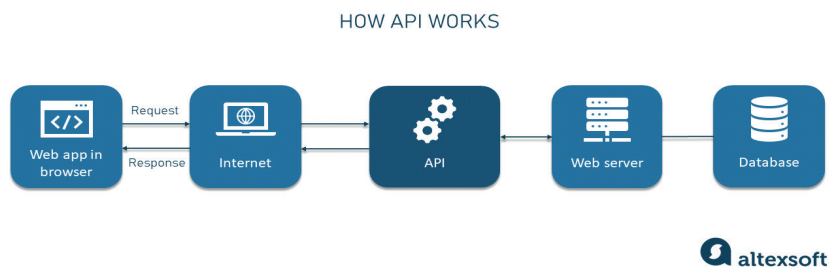 HOW API WORKS
Request
Response
Web app in
browser
Internet
API
Web server
Database
altexsoft